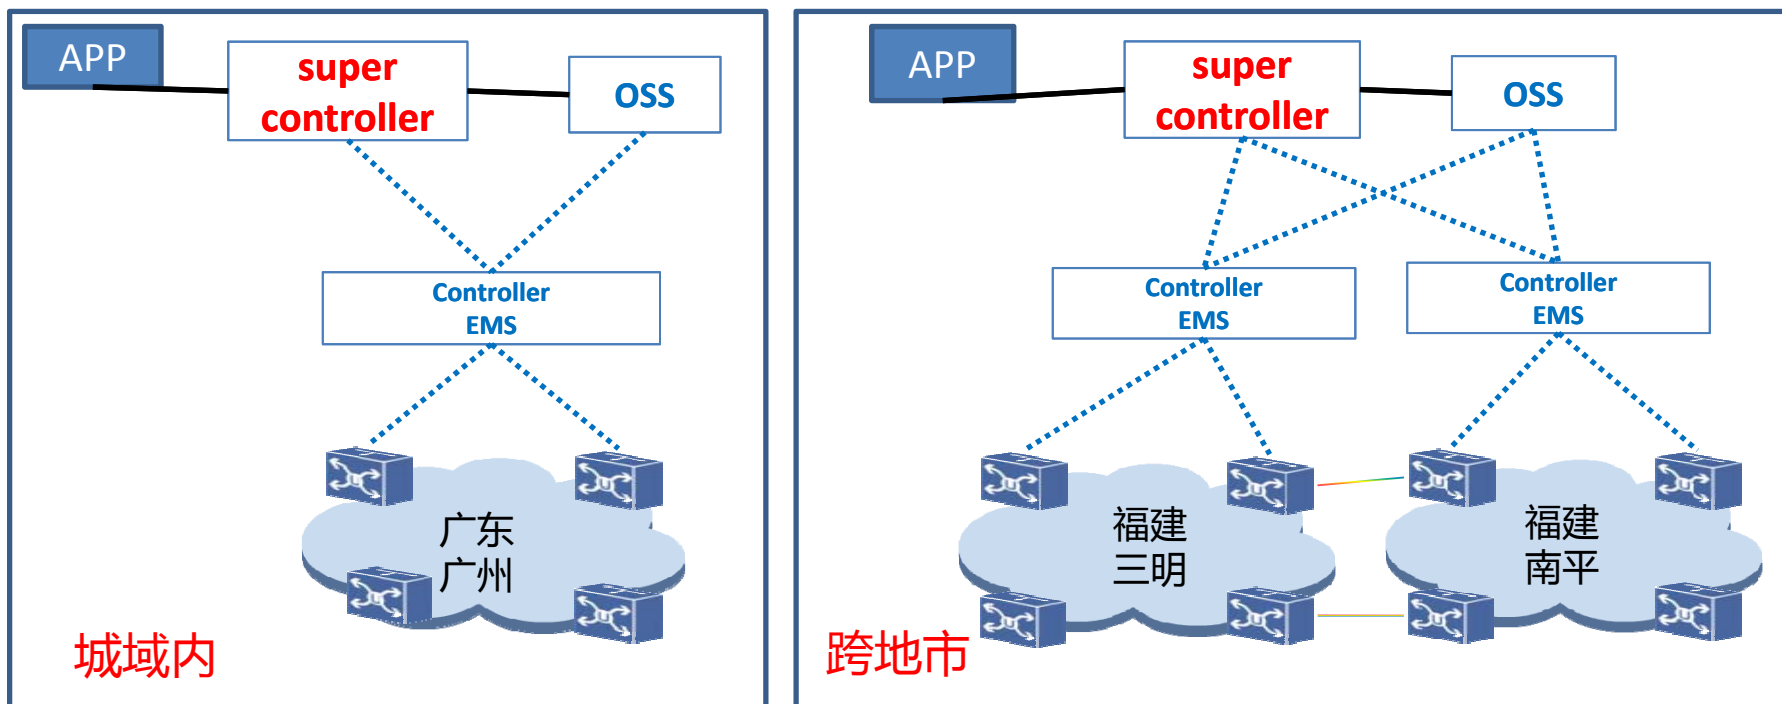 APP
super
controller
OSS
Controller
EMS
广东
广州
城域内
APP
super
controller
OSS
Controller
EMS
Controller
EMS
福建
三明
福建
南平
跨地市